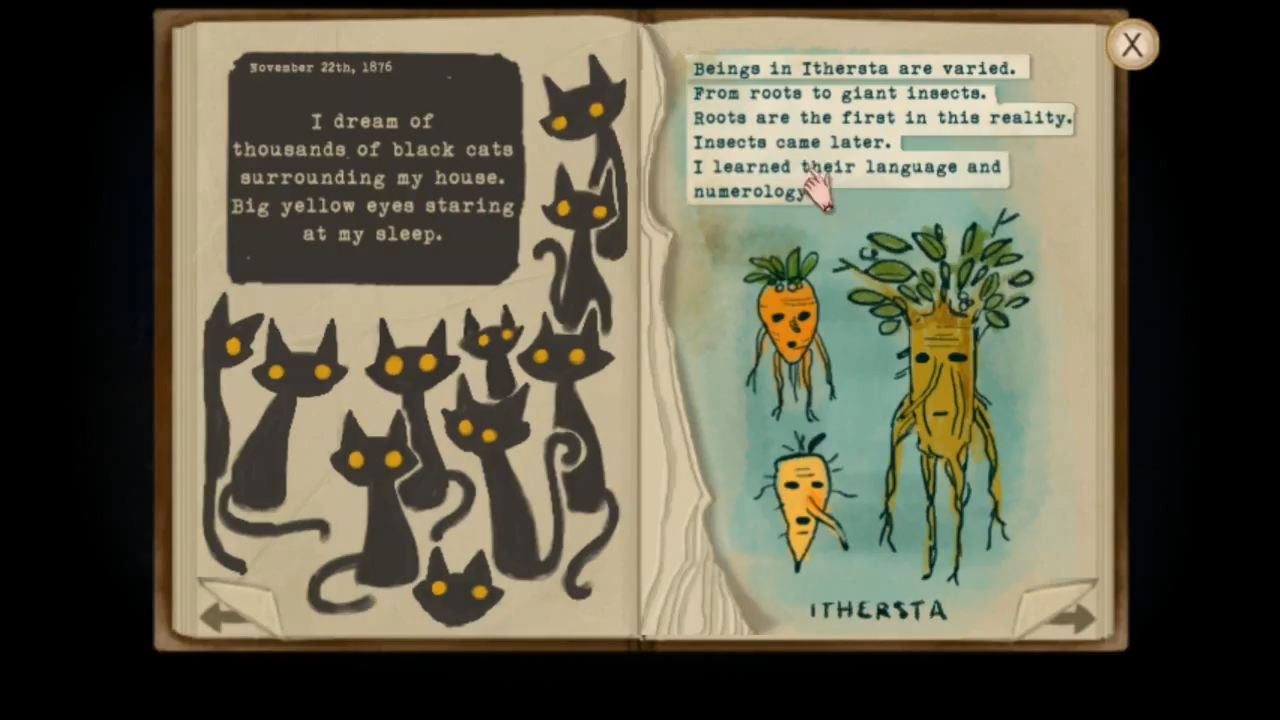 November 22th, 1876
I dream of
thousands of black cats
surrounding my house.
Big yellow eyes staring
at my sleep.
Beings in Ithersta are varied.
From roots to giant insects.
Roots are the first in this reality.
Insects came later.
I learned their language and
numerology
ITHERSTA
X